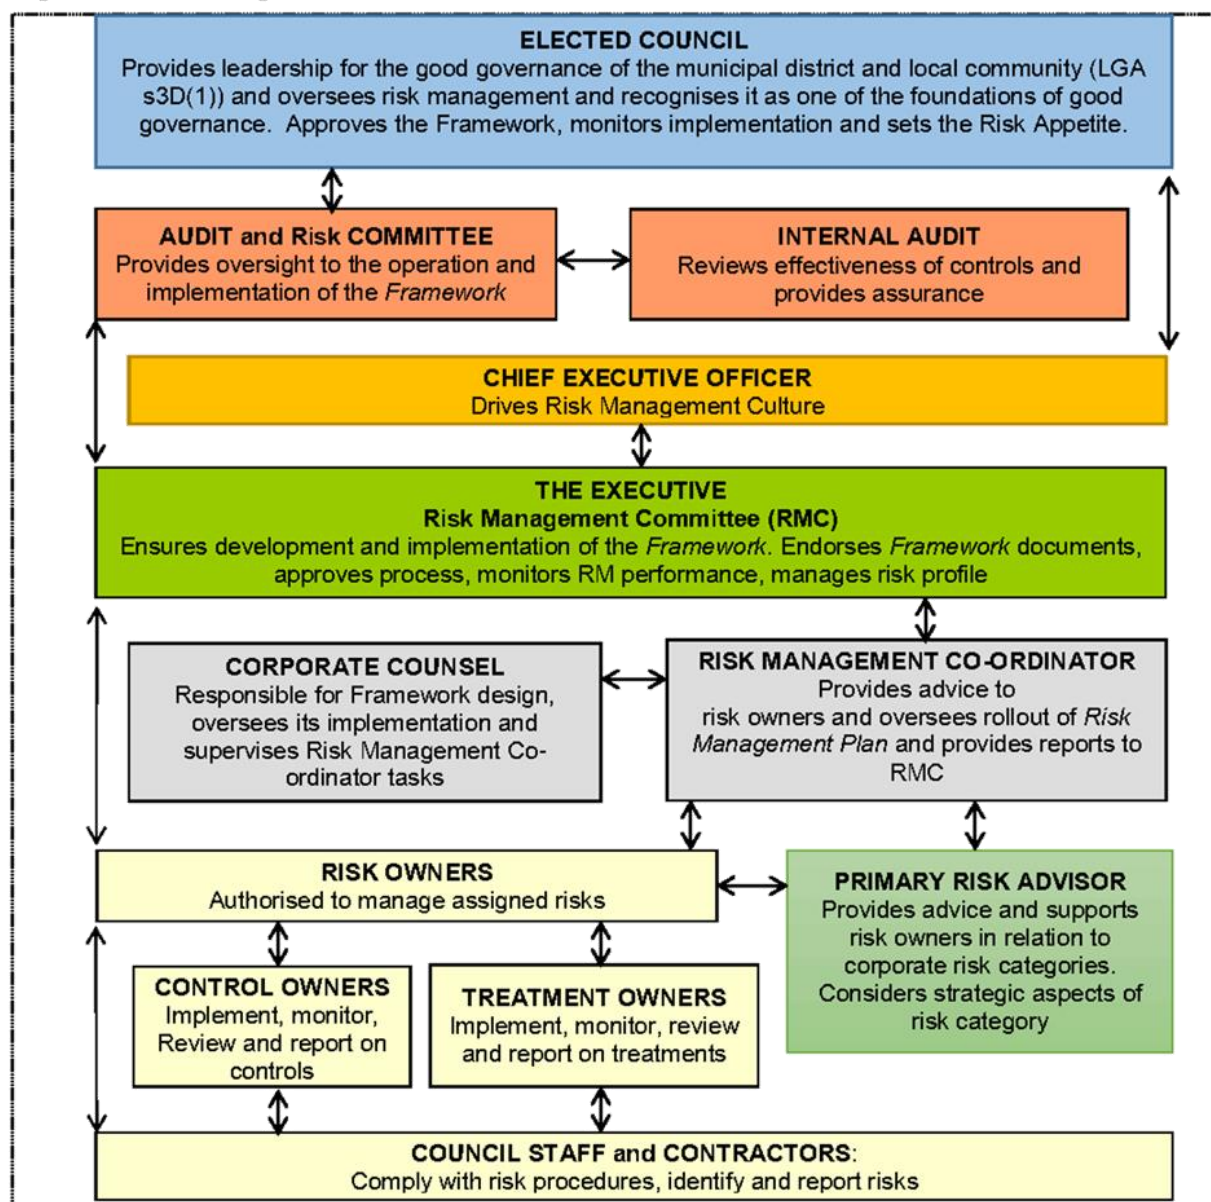 ELECTED COUNCIL
Provides leadership for the good governance of the municipal district and local community (LGA
s3D(1)) and oversees risk management and recognises it as one of the foundations of good
governance. Approves the Framework, monitors implementation and sets the Risk Appetite.
AUDIT and Risk COMMITTEE
Provides oversight to the operation and
implementation of the Framework
INTERNAL AUDIT
Reviews effectiveness of controls and
provides assurance
CHIEF EXECUTIVE OFFICER
Drives Risk Management Culture
THE EXECUTIVE
Risk Management Committee (RMC)
Ensures development and implementation of the Framework. Endorses Framework documents,
approves process, monitors RM performance, manages risk profile
CORPORATE COUNSEL
Responsible for Framework design,
oversees its implementation and
supervises Risk Management Co-
ordinator tasks
RISK MANAGEMENT CO-ORDINATOR
Provides advice to
risk owners and oversees rollout of Risk
Management Plan and provides reports to
RMC
RISK OWNERS
Authorised to manage assigned risks
PRIMARY RISK ADVISOR
Provides advice and supports
risk owners in relation to
corporate risk categories.
Considers strategic aspects of
risk category
CONTROL OWNERS
Implement, monitor,
Review and report on
controls
TREATMENT OWNERS
Implement, monitor, review
and report on treatments
COUNCIL STAFF and CONTRACTORS:
Comply with risk procedures, identify and report risks